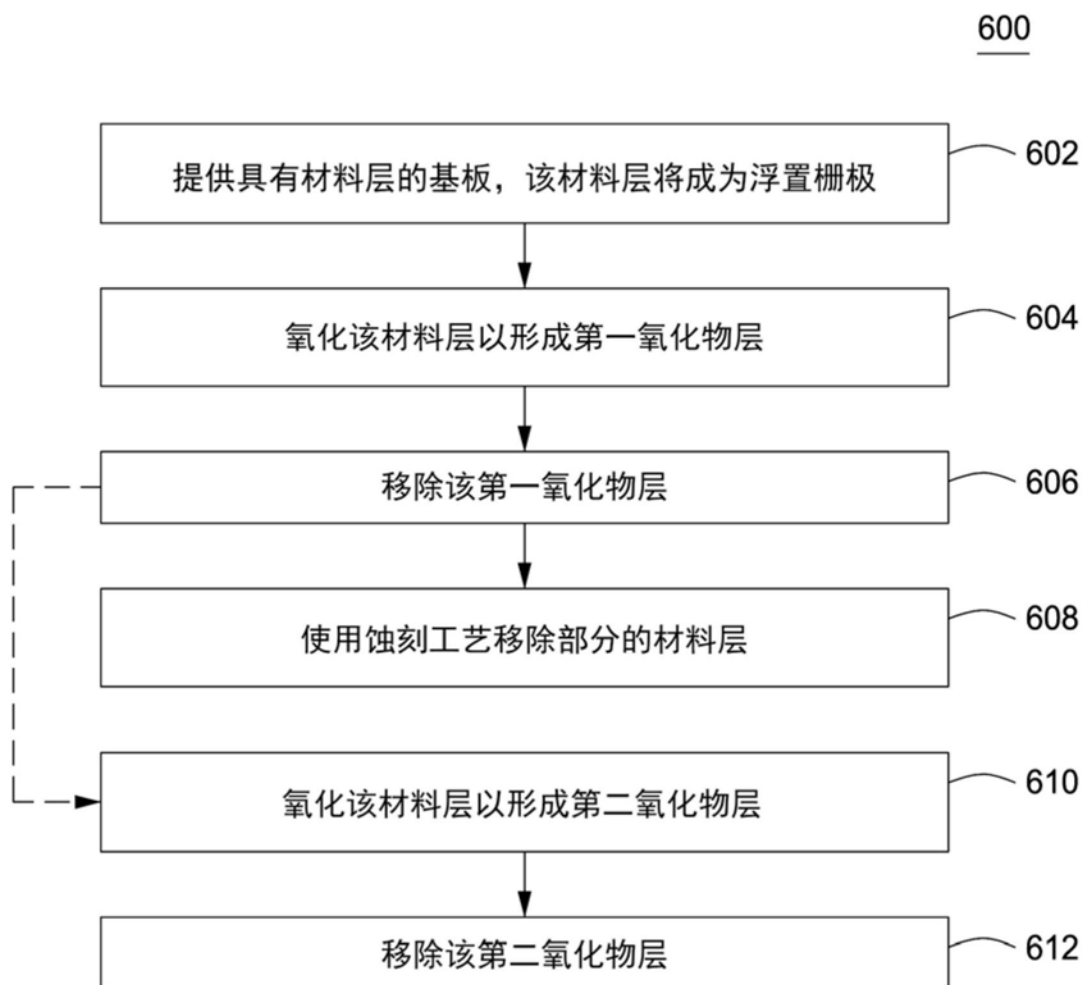 600
提供具有材料层的基板，该材料层将成为浮置栅极
602
氧化该材料层以形成第一氧化物层
604
移除该第一氧化物层
606
使用蚀刻工艺移除部分的材料层
608
氧化该材料层以形成第二氧化物层
610
移除该第二氧化物层
612